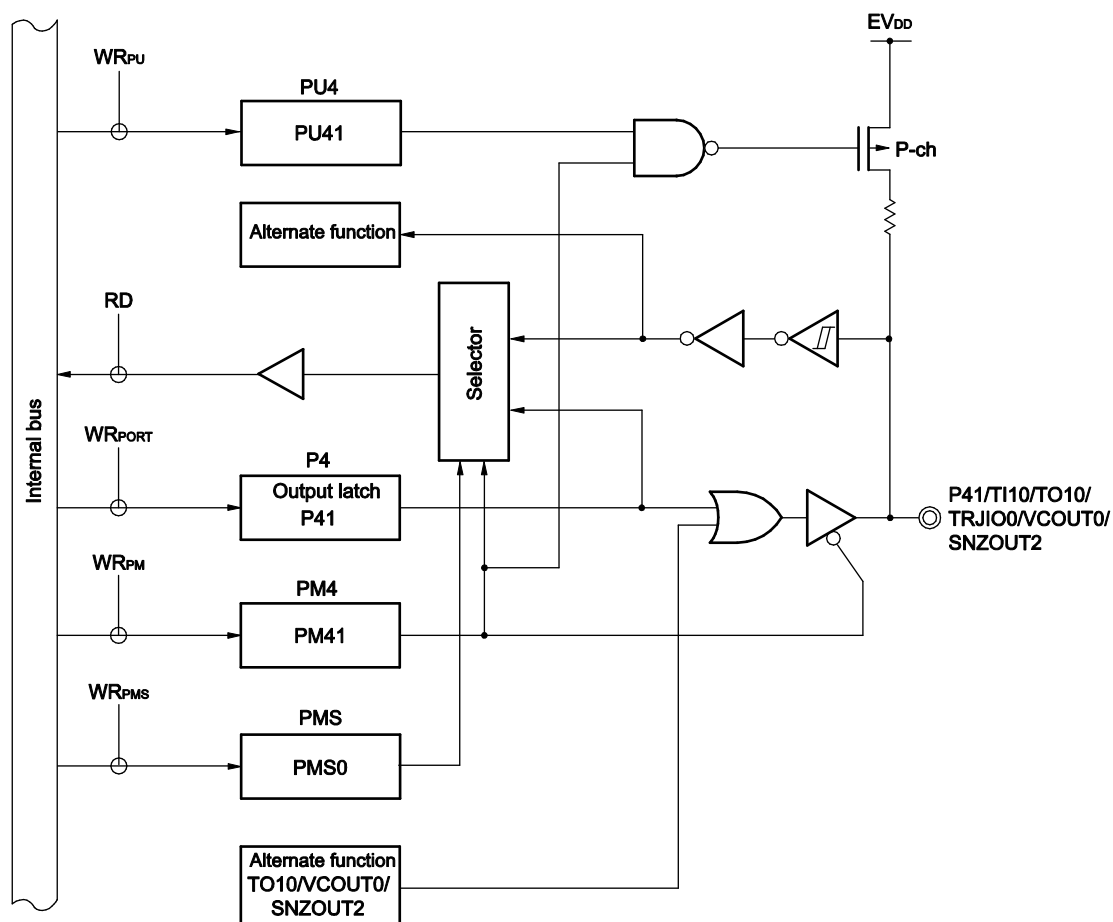 EVDD
WRPU
PU4
PU41
P-ch
Alternate function
RD
Selector
Internal bus
WRPORT
P4
Output latch
P41
P41/TI10/TO10/
TRJIO0/VCOUT0/
SNZOUT2
WRPM
PM4
PM41
WRPMS
PMS
PMS0
Alternate function
TO10/VCOUT0/
SNZOUT2